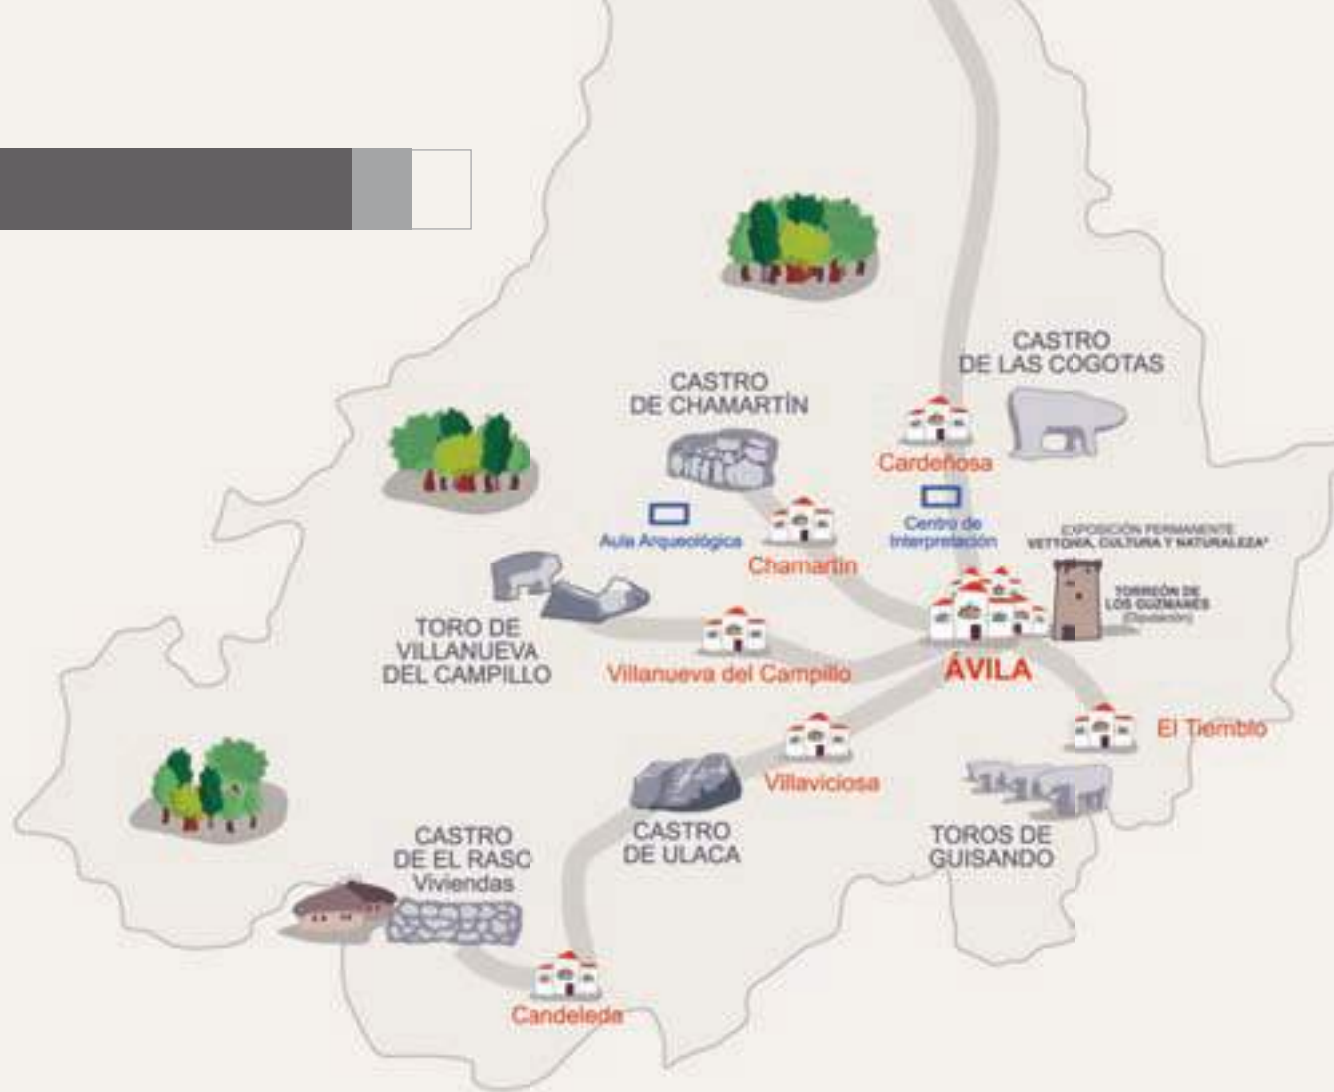 CASTRO
DE LAS COGOTAS
CASTRO
DE CHAMARTÍN
Cardeñosa
Centro de
Interpretación
Aula Arqueológica
Chamartín
EXPOSICIÓN PERMANENTE
VETTONIA, CULTURA Y NATURALEZA"
TORREÓN DE
LOS GUZMANES
(Diputación)
TORO DE
VILLANUEVA
DEL CAMPILLO
Villanueva del Campillo
ÁVILA
El Tiemblo
Villaviciosa
CASTRO
DE ULACA
TOROS DE
GUISANDO
CASTRO
DE EL RASO
Viviendas
Candeleda